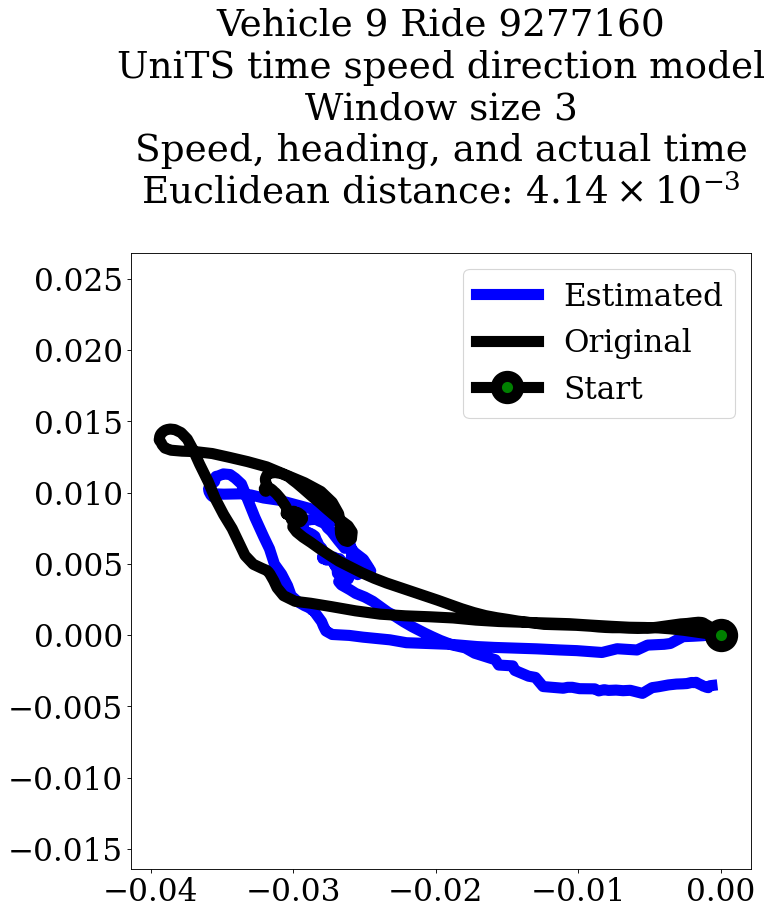 Vehicle 9 Ride 9277160
UniTS time speed direction model
Window size 3
Speed, heading, and actual time
Euclidean distance: 4.14 × 10⁻³
Estimated
Original
Start
0.025
0.020
0.015
0.010
0.005
0.000
−0.005
−0.010
−0.015
−0.04 −0.03 −0.02 −0.01 0.00